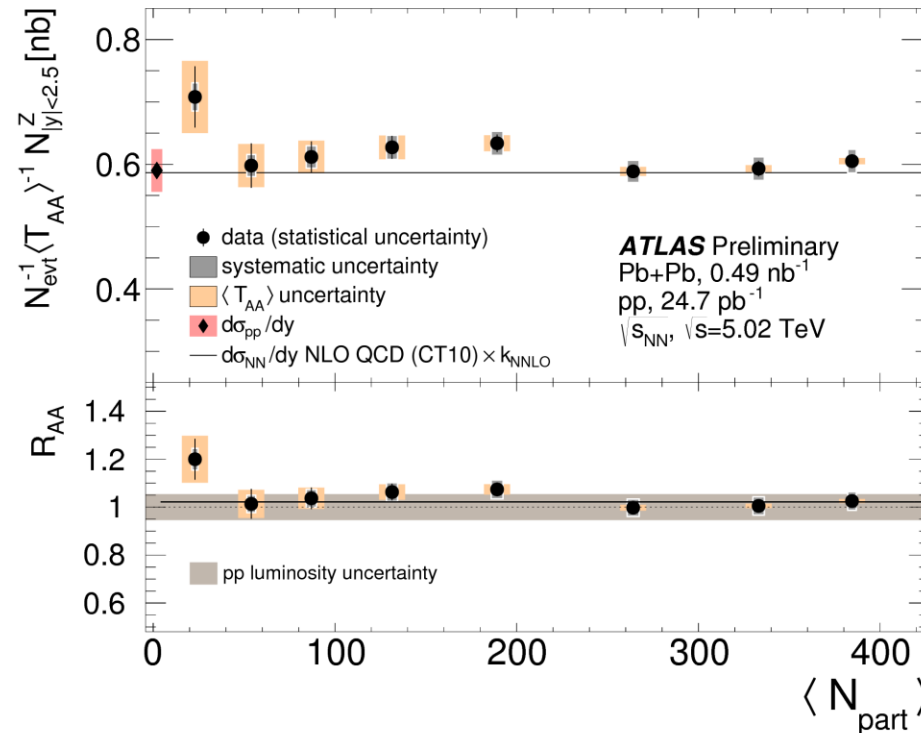 N_evt^-1 ⟨T_AA⟩^-1 N^Z_|y|<2.5 [nb]
0.8
0.6
0.4
data (statistical uncertainty)
systematic uncertainty
⟨T_AA⟩ uncertainty
dσ_pp/dy
dσ_NN/dy NLO QCD (CT10) × k_NNLO
ATLAS Preliminary
Pb+Pb, 0.49 nb^-1
pp, 24.7 pb^-1
√s_NN, √s=5.02 TeV
R_AA
1.4
1.2
1
0.8
0.6
pp luminosity uncertainty
0 100 200 300 400
⟨N_part⟩